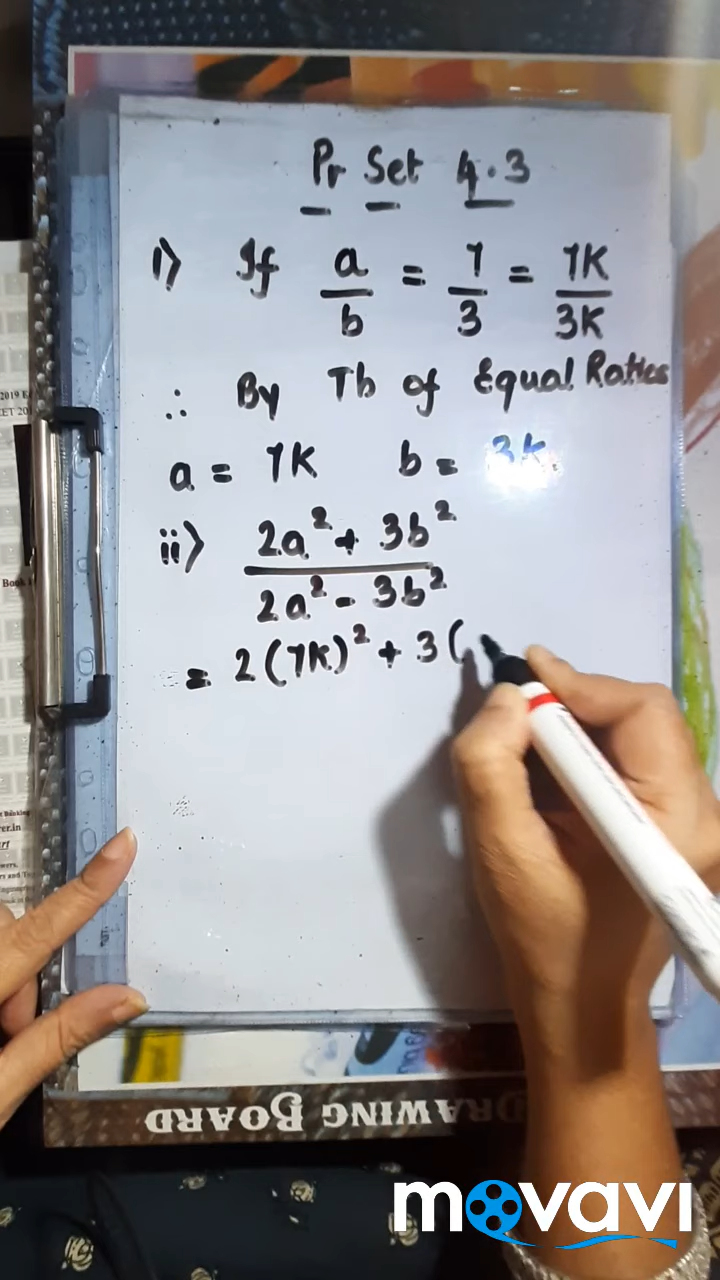 Pr Set 4.3
1) If a/b = 7/3 = 7K/3K
∴ By Th of Equal Ratios
a = 7K b = 3K
ii) 2a² + 3b² / 2a² - 3b²
= 2(7K)² + 3(
DRAWING BOARD
movavi